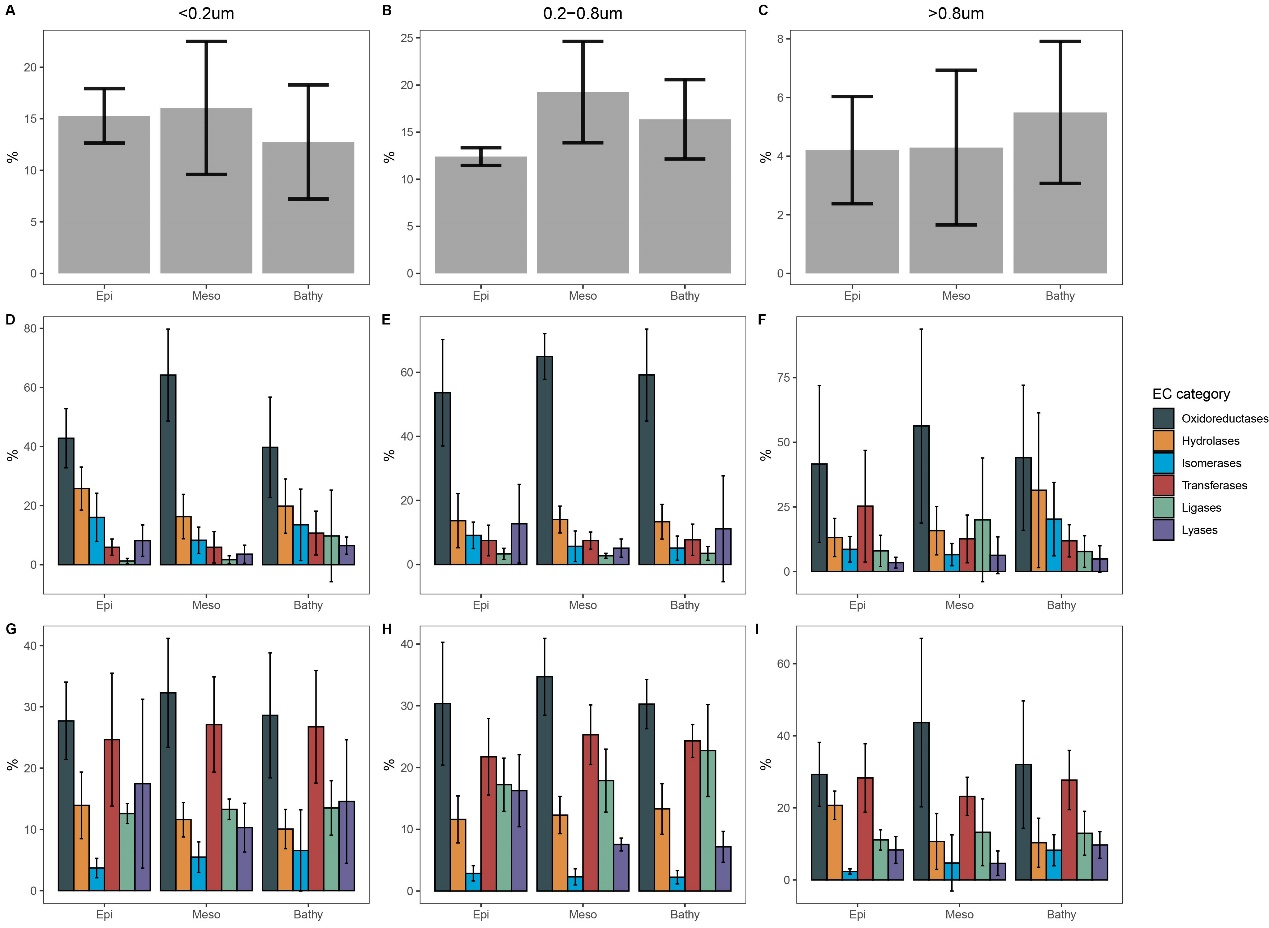 A <0.2um B 0.2−0.8um C >0.8um
20
15
10
5
0
%
Epi Meso Bathy
25
20
15
10
5
0
%
Epi Meso Bathy
8
6
4
2
0
%
Epi Meso Bathy
D
80
60
40
20
0
%
Epi Meso Bathy
E
60
40
20
0
%
Epi Meso Bathy
F
75
50
25
0
%
Epi Meso Bathy
EC category
Oxidoreductases
Hydrolases
Isomerases
Transferases
Ligases
Lyases
G
40
30
20
10
0
%
Epi Meso Bathy
H
40
30
20
10
0
%
Epi Meso Bathy
I
60
40
20
0
%
Epi Meso Bathy